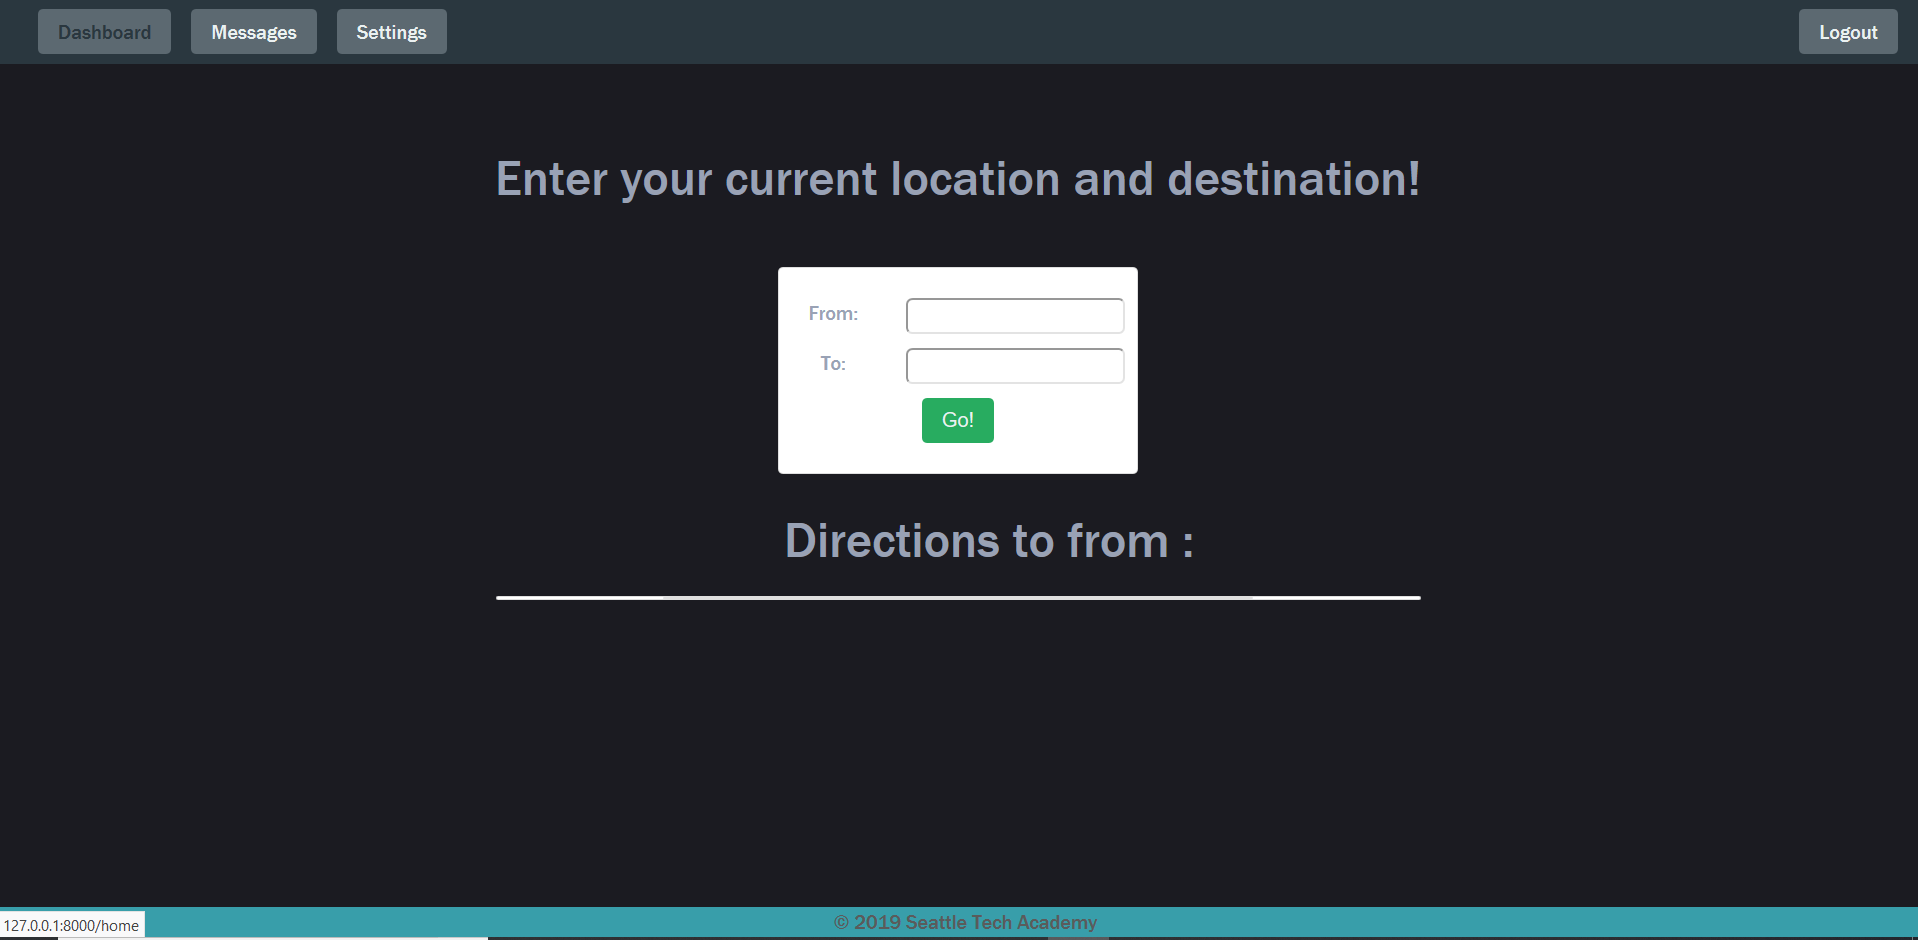 Dashboard Messages Settings Logout
Enter your current location and destination!
From:
To:
Go!
Directions to from :
© 2019 Seattle Tech Academy
127.0.0.1:8000/home